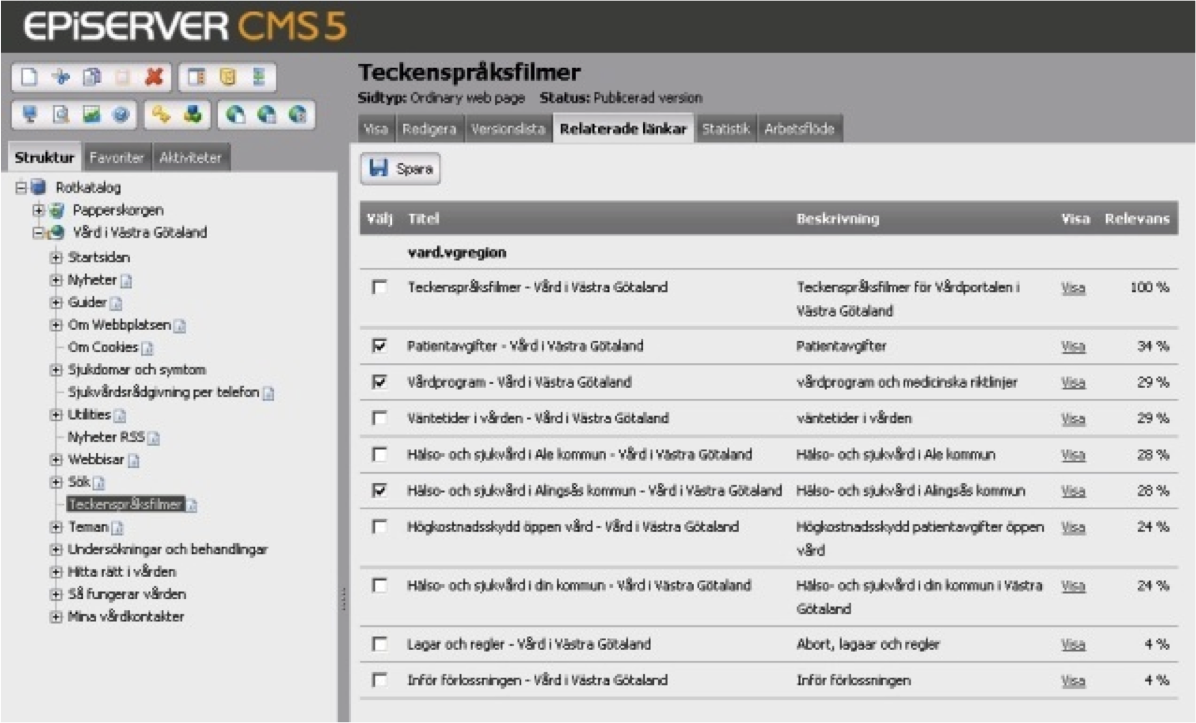 EPiSERVER CMS 5
Struktur Favoriter Aktiviteter
Rotkatalog
Papperskorgen
Vård i Västra Götaland
Startsidan
Nyheter
Guider
Om Webbplatsen
Om Cookies
Sjukdomar och symtom
Sjukvårdsrådgivning per telefon
Utilities
Nyheter RSS
Webbisar
Sök
Teckenspråksfilmer
Teman
Undersökningar och behandlingar
Hitta rätt i vården
Så fungerar vården
Mina vårdkontakter
Teckenspråksfilmer
Sidtyp: Ordinary web page Status: Publicerad version
Visa Redigera Versionslista Relaterade länkar Statistik Arbetsflöde
Spara
Välj Titel Beskrivning Visa Relevans
vard.vgregion
Teckenspråksfilmer - Vård i Västra Götaland Teckenspråksfilmer för Vårdportalen i Visa 100 %
Västra Götaland
Patientavgifter - Vård i Västra Götaland Patientavgifter Visa 34 %
Vårdprogram - Vård i Västra Götaland vårdprogram och medicinska riktlinjer Visa 29 %
Väntetider i vården - Vård i Västra Götaland väntetider i vården Visa 29 %
Hälso- och sjukvård i Ale kommun - Vård i Västra Götaland Hälso- och sjukvård i Ale kommun Visa 28 %
Hälso- och sjukvård i Alingsås kommun - Vård i Västra Götaland Hälso- och sjukvård i Alingsås kommun Visa 28 %
Högkostnadsskydd öppen vård - Vård i Västra Götaland Högkostnadsskydd patientavgifter öppen Visa 24 %
vård
Hälso- och sjukvård i din kommun - Vård i Västra Götaland Hälso- och sjukvård i din kommun i Västra Visa 24 %
Götaland
Lagar och regler - Vård i Västra Götaland Abort, lagaar och regler Visa 4 %
Inför förlossningen - Vård i Västra Götaland Inför förlossningen Visa 4 %